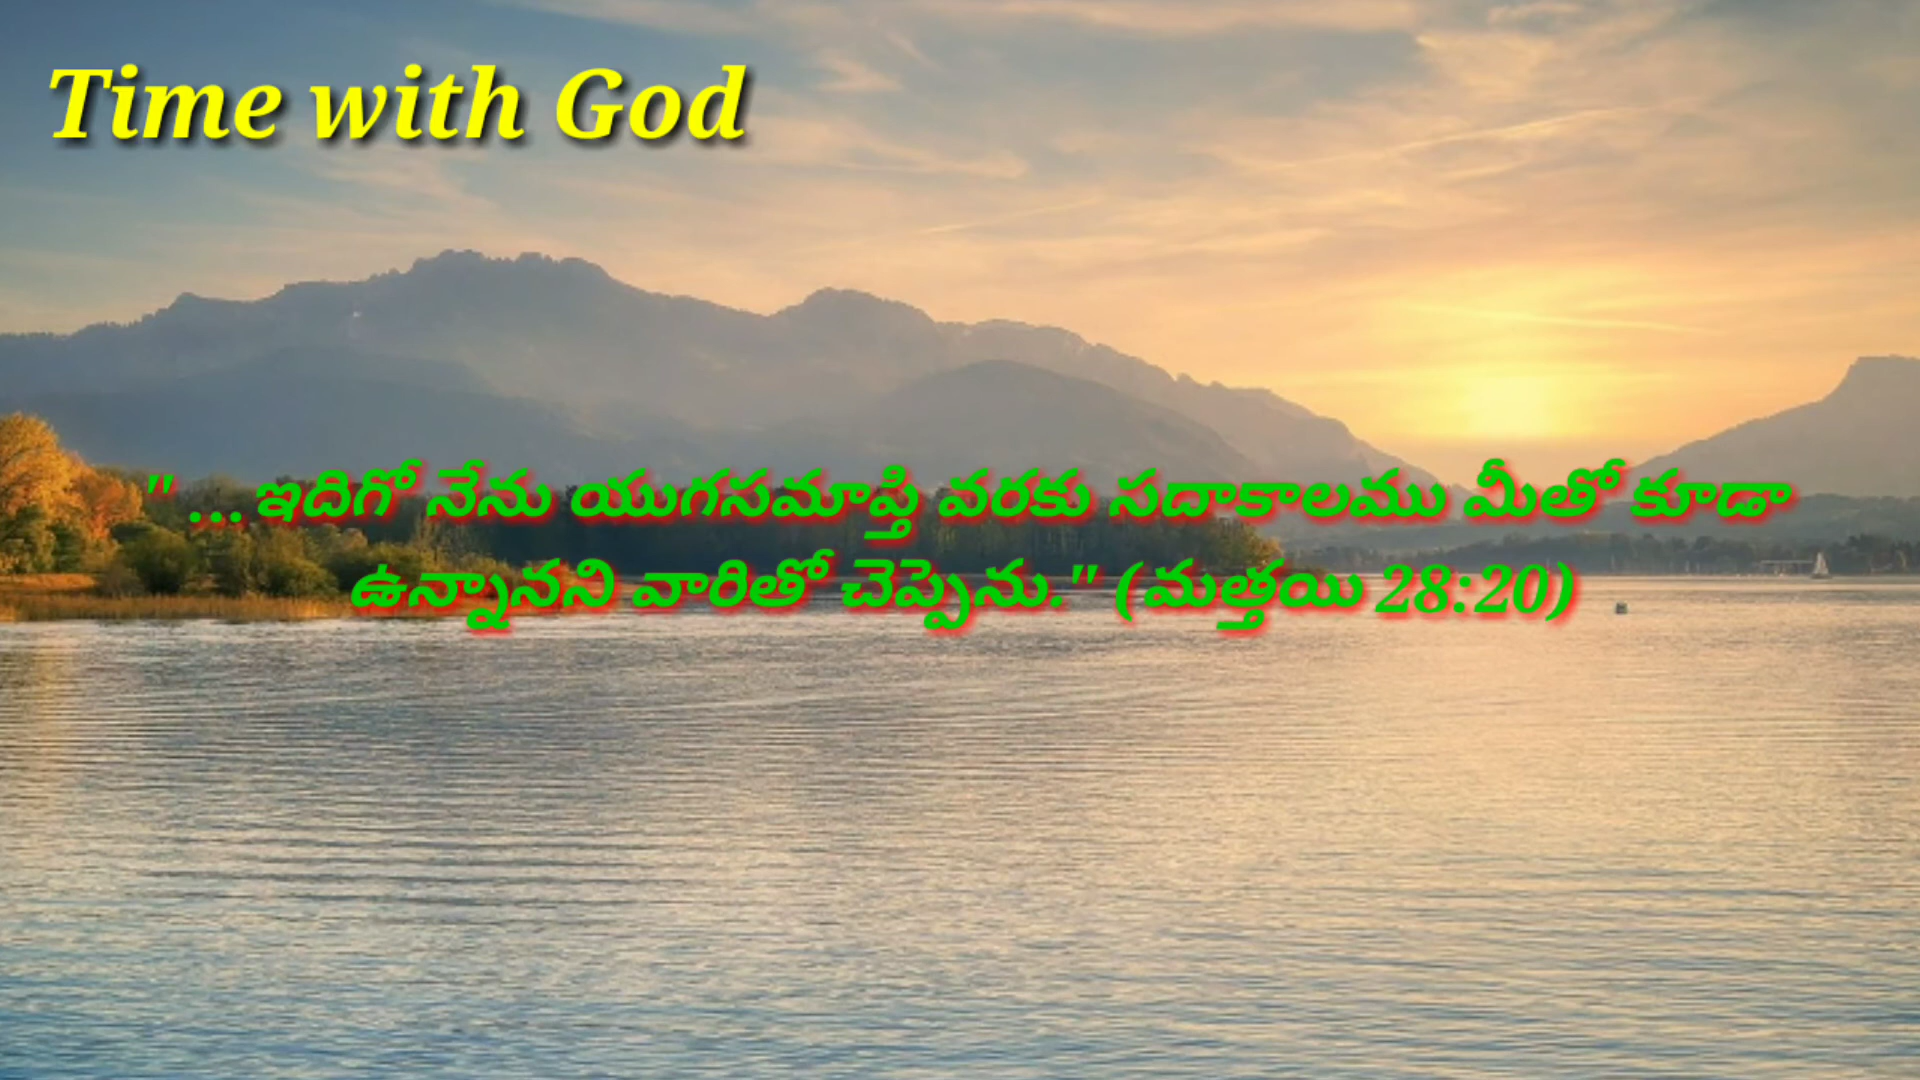 Time with God
"...ఇదిగో నేను యుగసమాప్తి వరకు సదాకాలము మీతో కూడా
ఉన్నానని వారితో చెప్పెను." (మత్తయి 28:20)